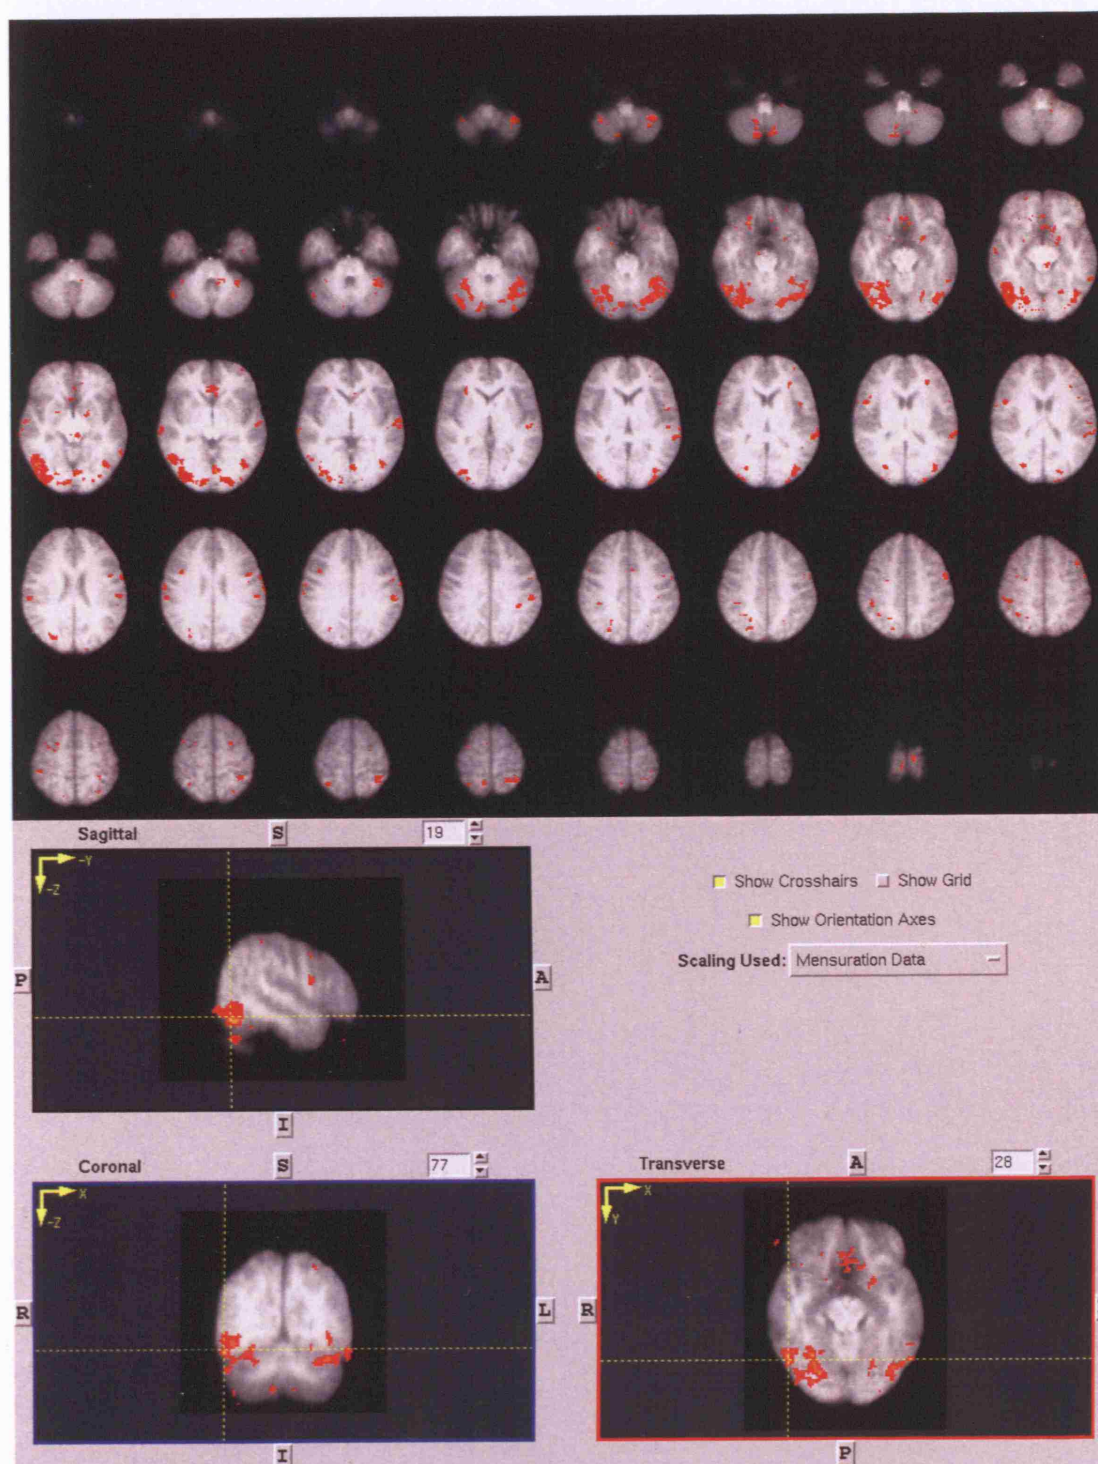 Sagittal S 19
-Y
-Z
Show Crosshairs Show Grid
Show Orientation Axes
Scaling Used: Mensuration Data
P A
I
Coronal S 77
Transverse A 28
X
-Z
X
Y
R L R
I
P